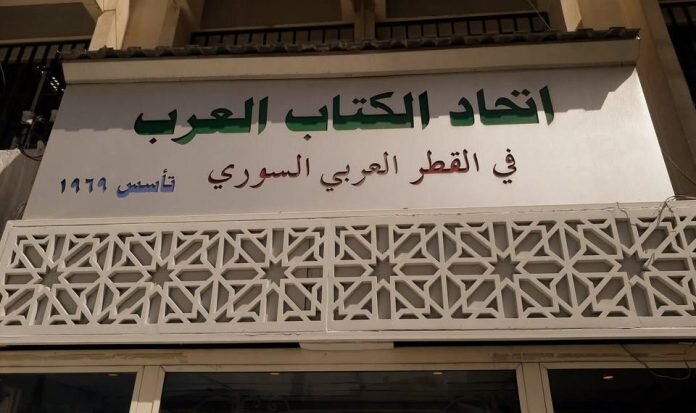 اتحاد الكتاب العرب
في القطر العربي السوري
تأسس ١٩٦٩